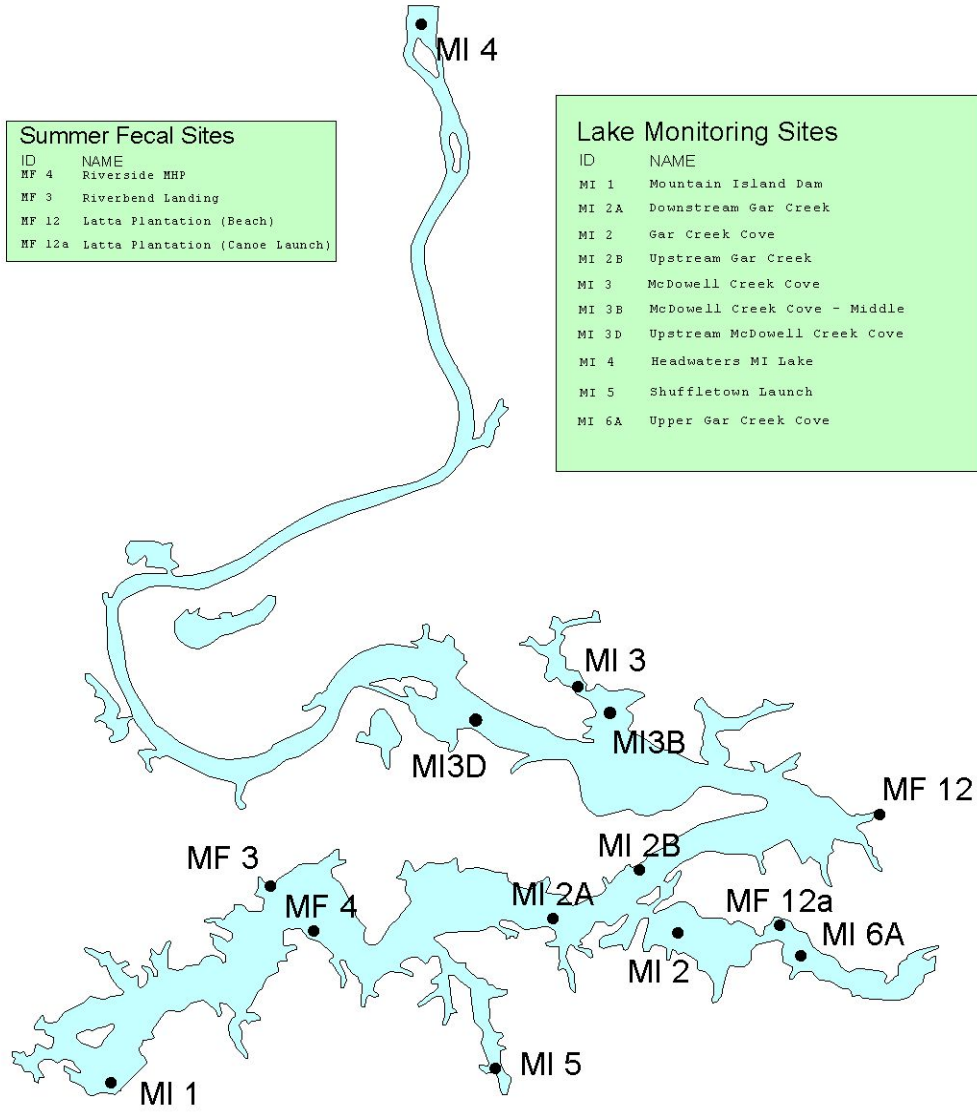 MI 4
Summer Fecal Sites
ID NAME
MF 4 Riverside MHP
MF 3 Riverbend Landing
MF 12 Latta Plantation (Beach)
MF 12a Latta Plantation (Canoe Launch)
Lake Monitoring Sites
ID NAME
MI 1 Mountain Island Dam
MI 2A Downstream Gar Creek
MI 2 Gar Creek Cove
MI 2B Upstream Gar Creek
MI 3 McDowell Creek Cove
MI 3B McDowell Creek Cove - Middle
MI 3D Upstream McDowell Creek Cove
MI 4 Headwaters MI Lake
MI 5 Shuffletown Launch
MI 6A Upper Gar Creek Cove
MI 3
MI3B
MI3D
MF 12
MI 2B
MF 3
MF 4
MI 2A
MF 12a
MI 6A
MI 2
MI 5
MI 1